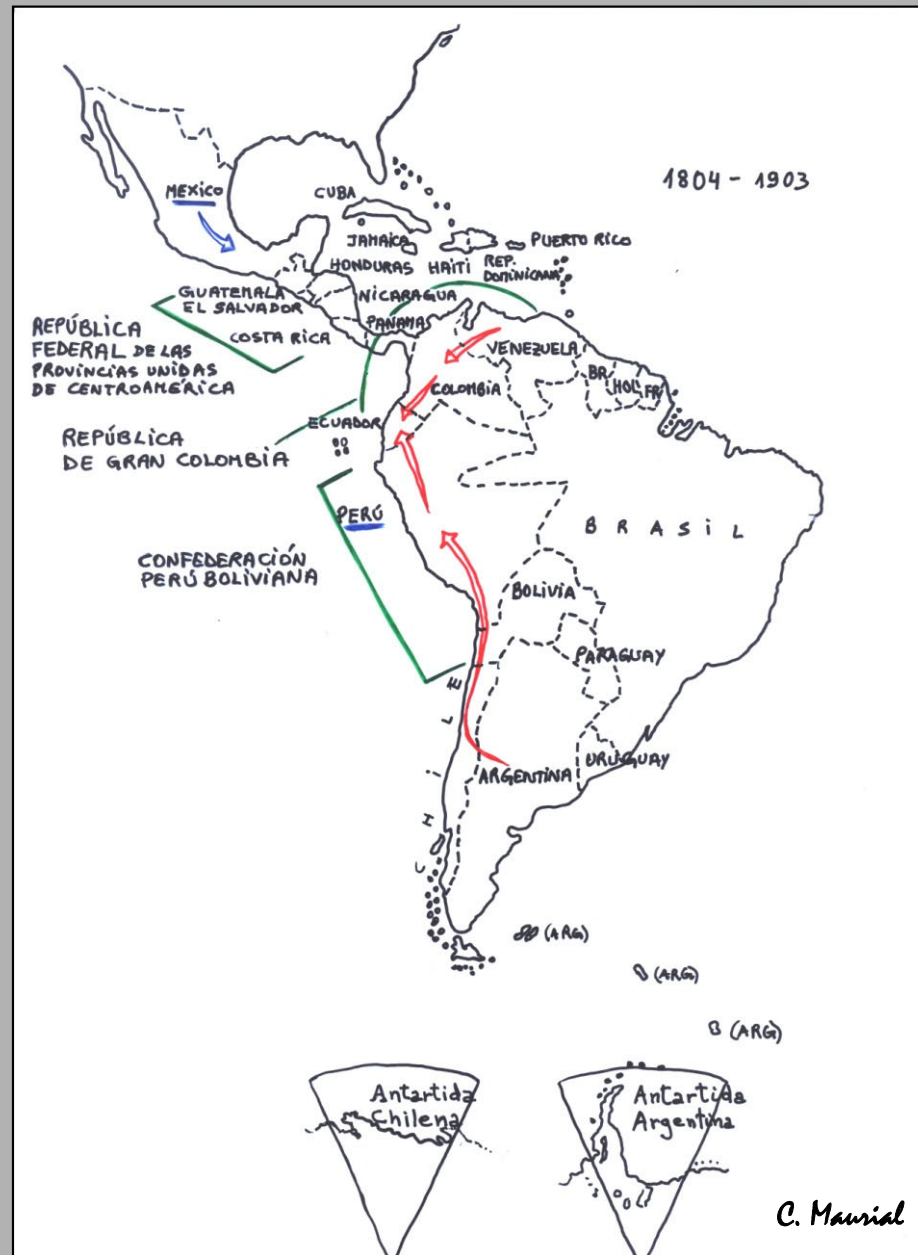 1804 - 1903
MEXICO
CUBA
JAMAICA
PUERTO RICO
HONDURAS
HAITI
REP.
DOMINICANA
GUATEMALA
NICARAGUA
EL SALVADOR
PANAMA
COSTA RICA
REPÚBLICA
FEDERAL DE LAS
PROVINCIAS UNIDAS
DE CENTROAMÉRICA
VENEZUELA
BR
HOL
FR
COLOMBIA
ECUADOR
REPÚBLICA
DE GRAN COLOMBIA
PERÚ
BRASIL
CONFEDERACIÓN
PERÚ BOLIVIANA
BOLIVIA
PARAGUAY
CHILE
URUGUAY
ARGENTINA
(ARG)
(ARG)
(ARG)
Antartida
Chilena
Antartida
Argentina
C. Maurial